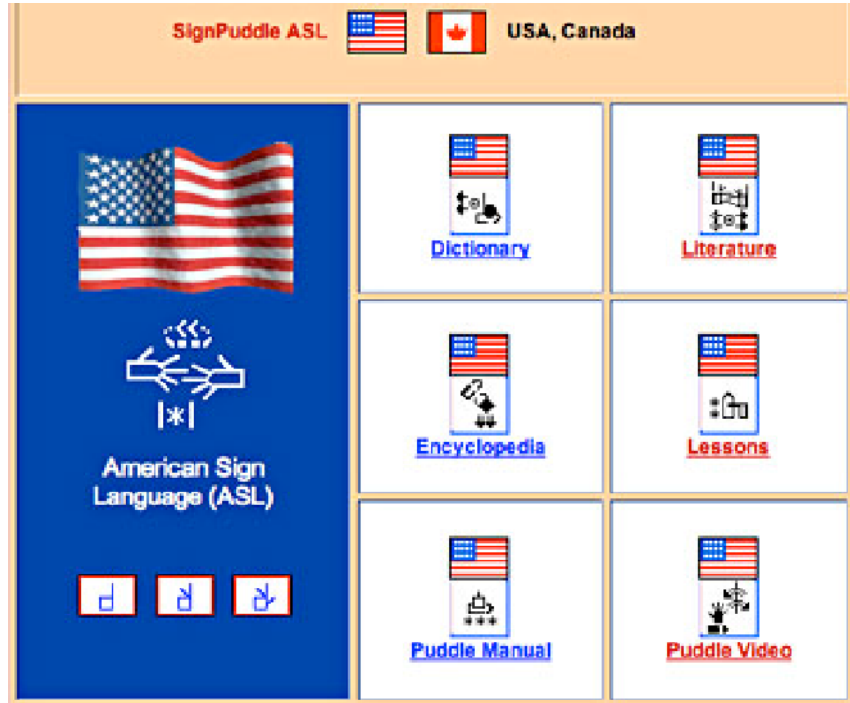 SignPuddle ASL USA, Canada
American Sign
Language (ASL)
Dictionary
Literature
Encyclopedia
Lessons
Puddle Manual
Puddle Video